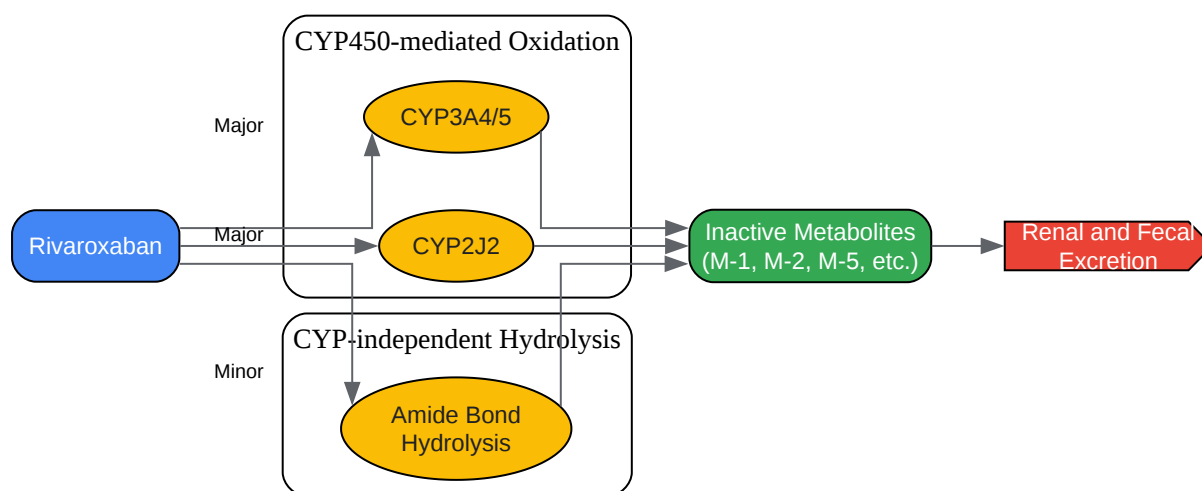 CYP450-mediated Oxidation
CYP3A4/5
Major
Rivaroxaban
Major
CYP2J2
Inactive Metabolites
(M-1, M-2, M-5, etc.)
Renal and Fecal
Excretion
CYP-independent Hydrolysis
Minor
Amide Bond
Hydrolysis